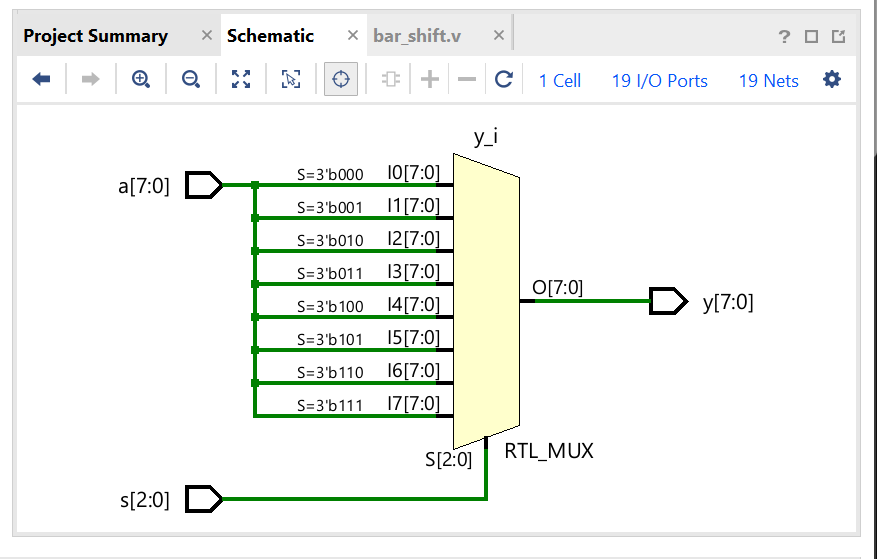 Project Summary × Schematic × bar_shift.v × ?
1 Cell 19 I/O Ports 19 Nets
y_i
a[7:0]
S=3'b000 I0[7:0]
S=3'b001 I1[7:0]
S=3'b010 I2[7:0]
S=3'b011 I3[7:0]
S=3'b100 I4[7:0]
S=3'b101 I5[7:0]
S=3'b110 I6[7:0]
S=3'b111 I7[7:0]
O[7:0]
y[7:0]
S[2:0]
RTL_MUX
s[2:0]